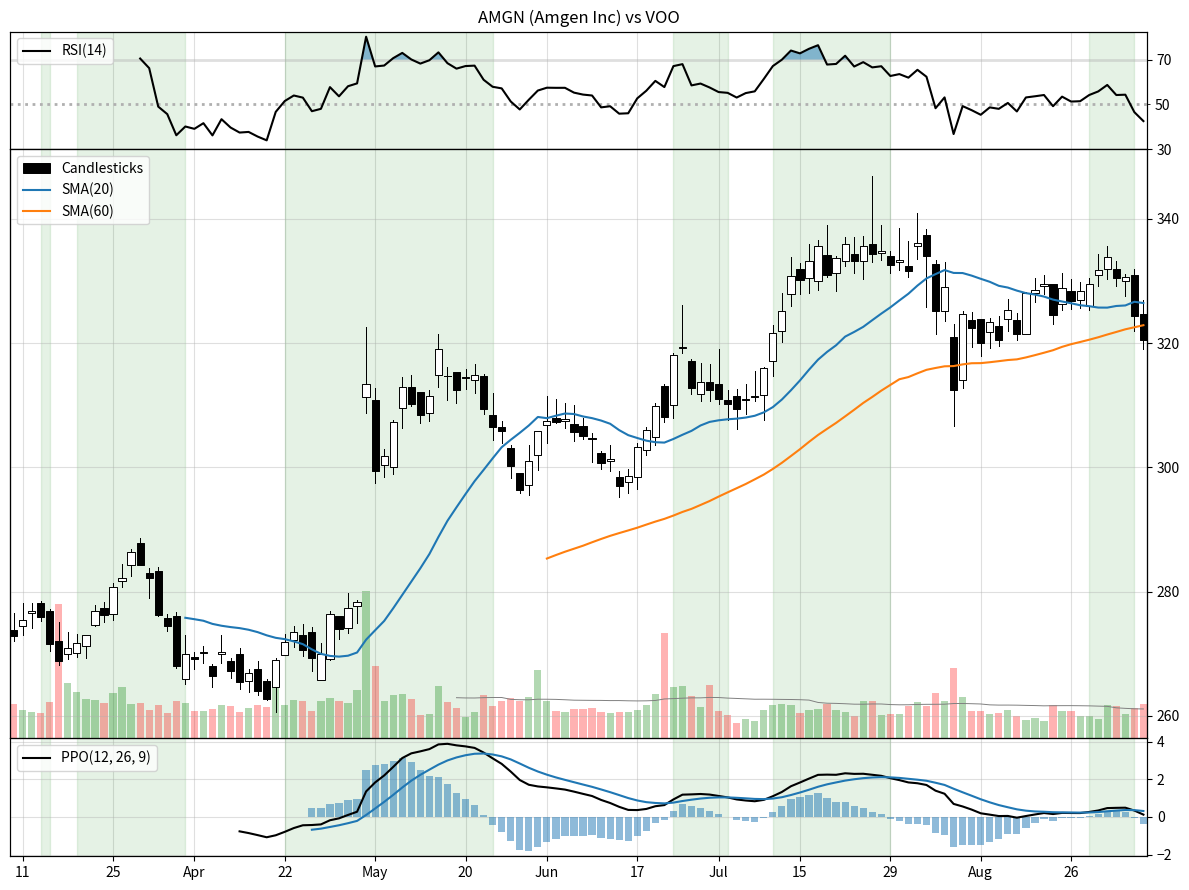 AMGN (Amgen Inc) vs VOO
RSI(14)
70
50
30
Candlesticks
SMA(20)
SMA(60)
340
320
300
280
260
PPO(12, 26, 9)
4
2
0
−2
11 25 Apr 22 May 20 Jun 17 Jul 15 29 Aug 26